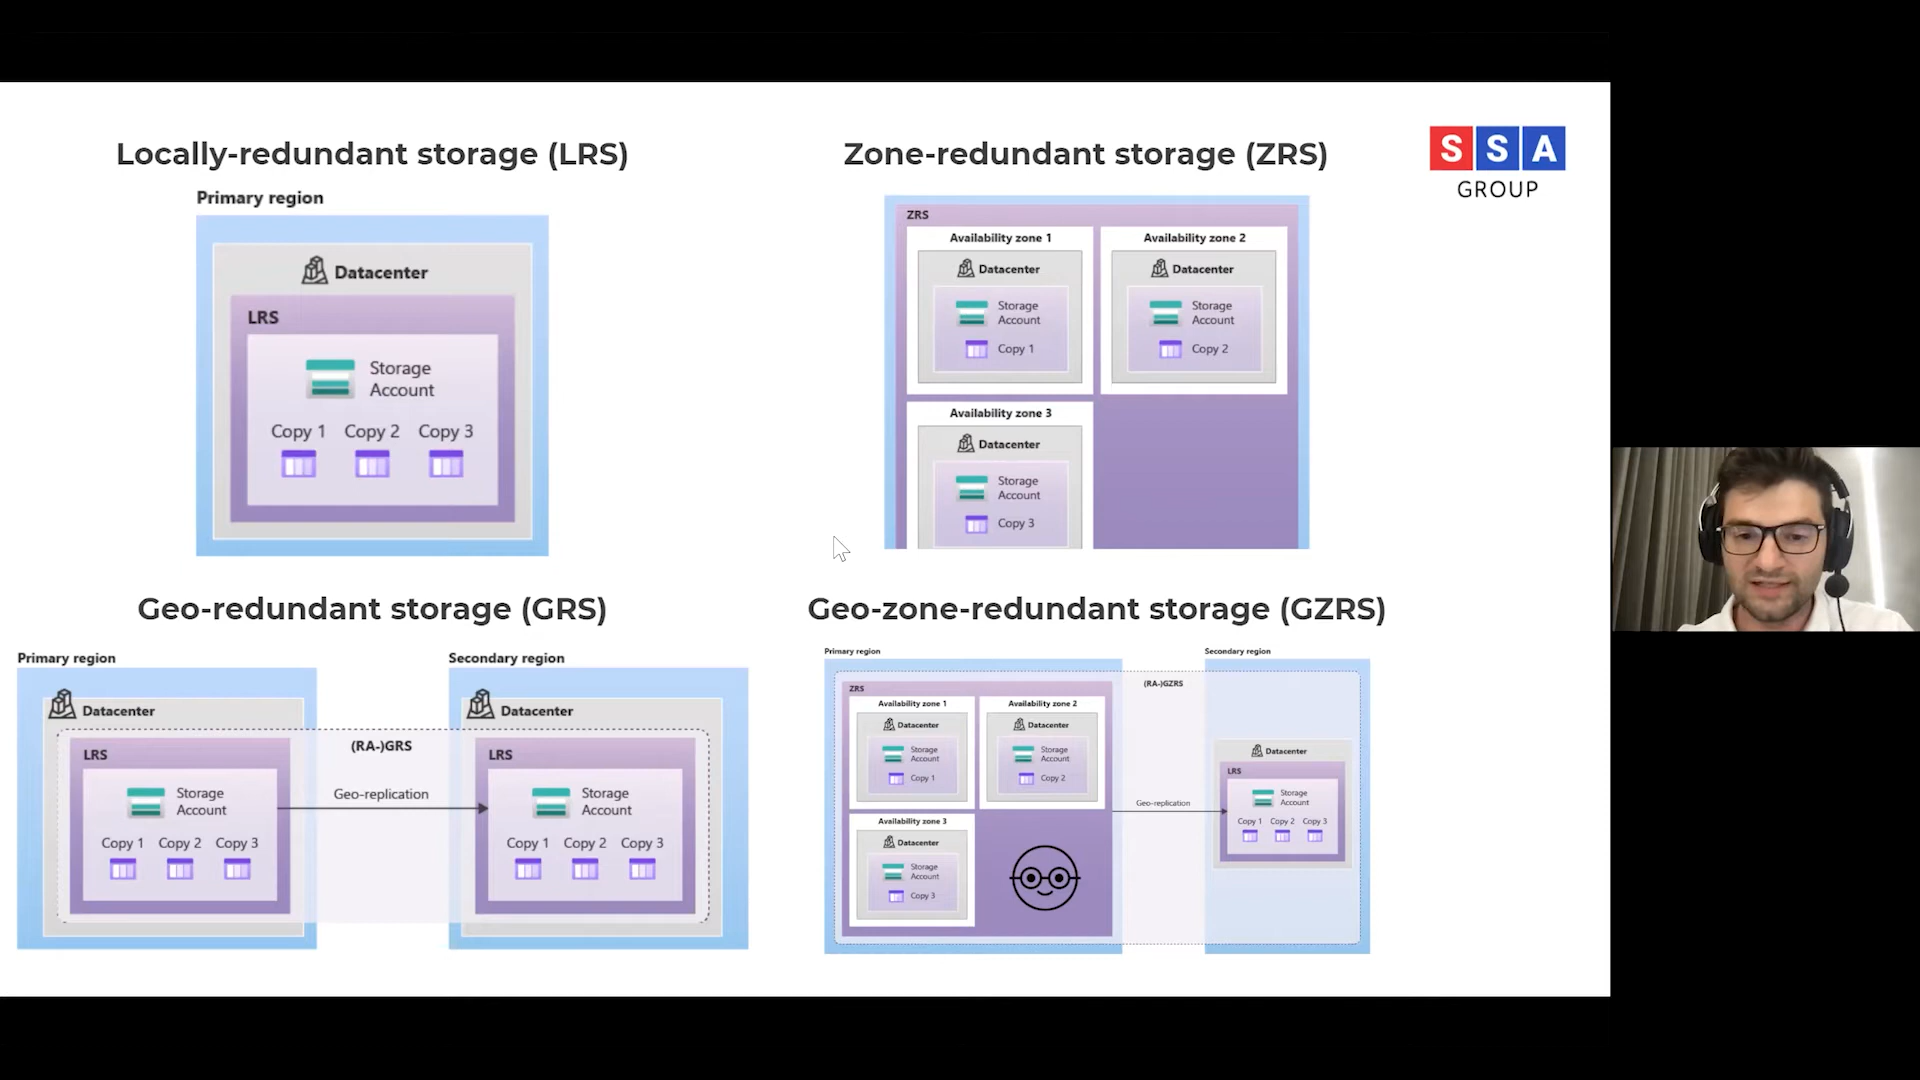 Locally-redundant storage (LRS)
Primary region
Datacenter
LRS
Storage
Account
Copy 1 Copy 2 Copy 3
Zone-redundant storage (ZRS)
ZRS
Availability zone 1
Datacenter
Storage
Account
Copy 1
Availability zone 2
Datacenter
Storage
Account
Copy 2
Availability zone 3
Datacenter
Storage
Account
Copy 3
SSA
GROUP
Geo-redundant storage (GRS)
Primary region
Datacenter
LRS
Storage
Account
Copy 1 Copy 2 Copy 3
(RA-)GRS
Geo-replication
Secondary region
Datacenter
LRS
Storage
Account
Copy 1 Copy 2 Copy 3
Geo-zone-redundant storage (GZRS)
Primary region
ZRS
Availability zone 1
Datacenter
Storage
Account
Copy 1
Availability zone 2
Datacenter
Storage
Account
Copy 2
Availability zone 3
Datacenter
Storage
Account
Copy 3
(RA-)GZRS
Geo-replication
Secondary region
Datacenter
LRS
Storage
Account
Copy 1 Copy 2 Copy 3